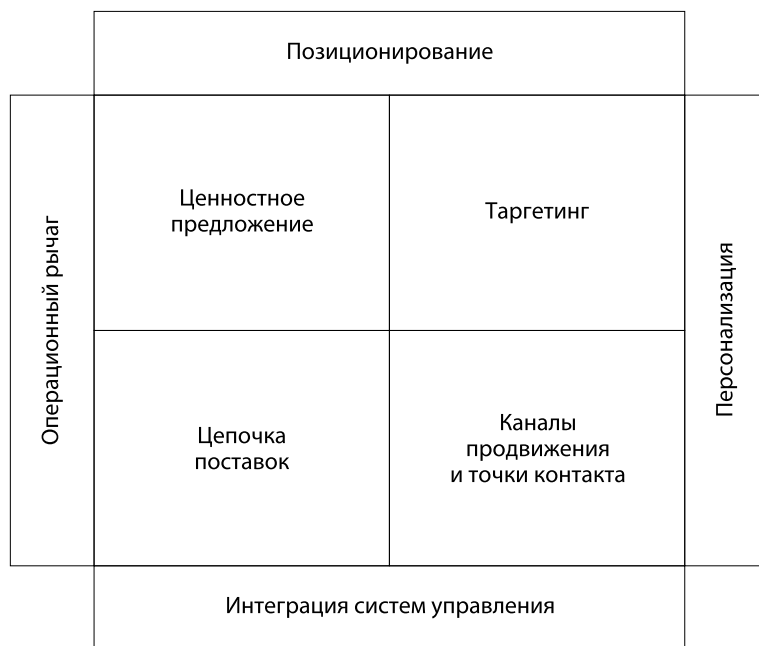 Позиционирование
Операционный рычаг
Ценностное
предложение
Таргетинг
Персонализация
Цепочка
поставок
Каналы
продвижения
и точки контакта
Интеграция систем управления